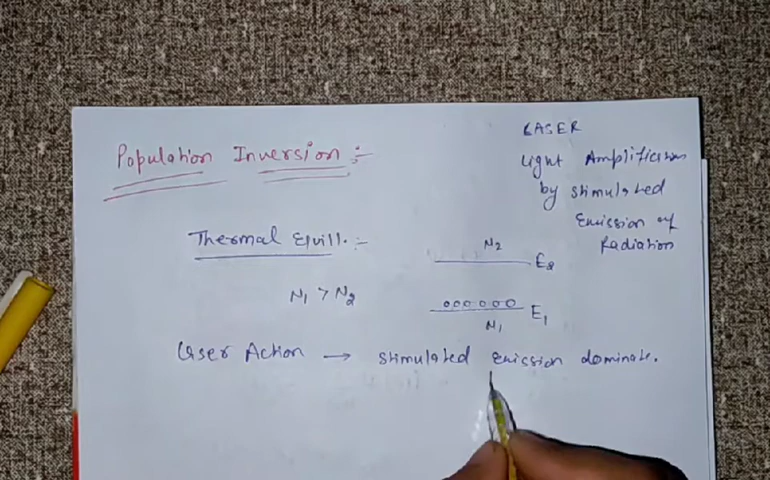 LASER
Population Inversion :-
Light Amplification
by stimulated
Emission of
Radiation
Thermal Equill. :-
N2
E2
N1 > N2
E1
N1
Laser Action → stimulated emission dominate.